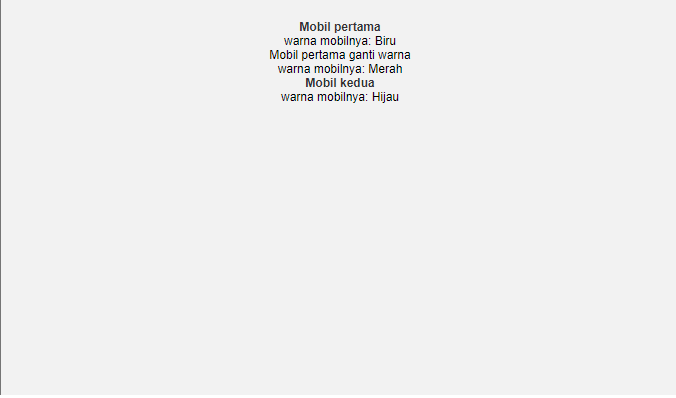 Mobil pertama
warna mobilnya: Biru
Mobil pertama ganti warna
warna mobilnya: Merah
Mobil kedua
warna mobilnya: Hijau